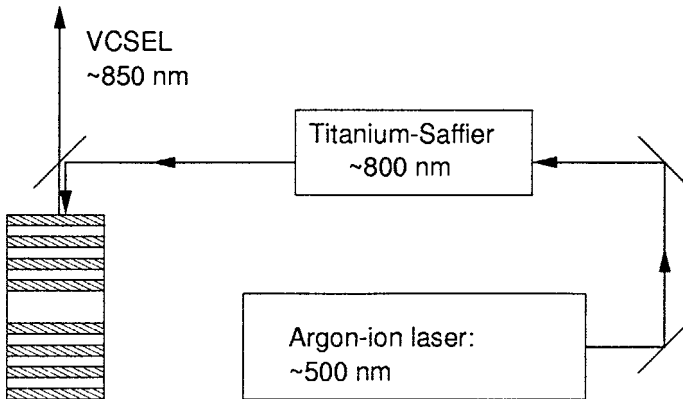 VCSEL
~850 nm
Titanium-Saffier
~800 nm
Argon-ion laser:
~500 nm